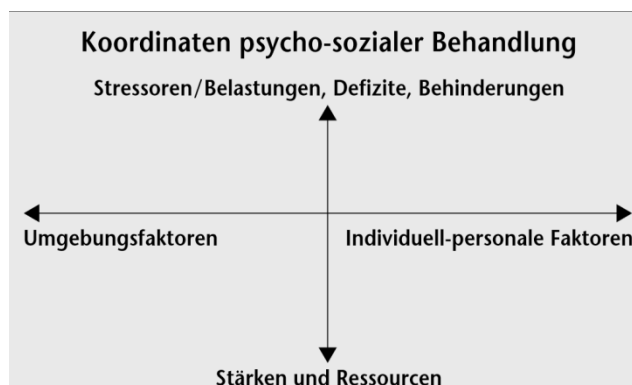 Koordinaten psycho-sozialer Behandlung
Stressoren/Belastungen, Defizite, Behinderungen
Umgebungsfaktoren
Individuell-personale Faktoren
Stärken und Ressourcen